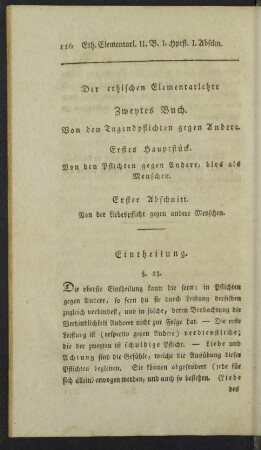 116 Eth. Elementarl. II. B. I. Hptst. I. Abschn.
Der ethischen Elementarlehre
Zweytes Buch.
Von den Tugendpflichten gegen Andere.
Erstes Hauptstück.
Von den Pflichten gegen Andere, blos als
Menschen.
Erster Abschnitt.
Von der Liebespflicht gegen andere Menschen.
Eintheilung.
§. 23.
Die oberste Eintheilung kann die seyn: in Pflichten
gegen Andere, so fern du sie durch Leistung derselben
zugleich verbindest, und in solche, deren Beobachtung die
Verbindlichkeit Anderer nicht zur Folge hat. — Die erste
Leistung ist (respectiv gegen Andere) verdienstlich;
die der zweyten ist schuldige Pflicht. — Liebe und
Achtung sind die Gefühle, welche die Ausübung dieser
Pflichten begleiten. Sie können abgesondert (jede für
sich allein) erwogen werden, und auch so bestehen. (Liebe
des